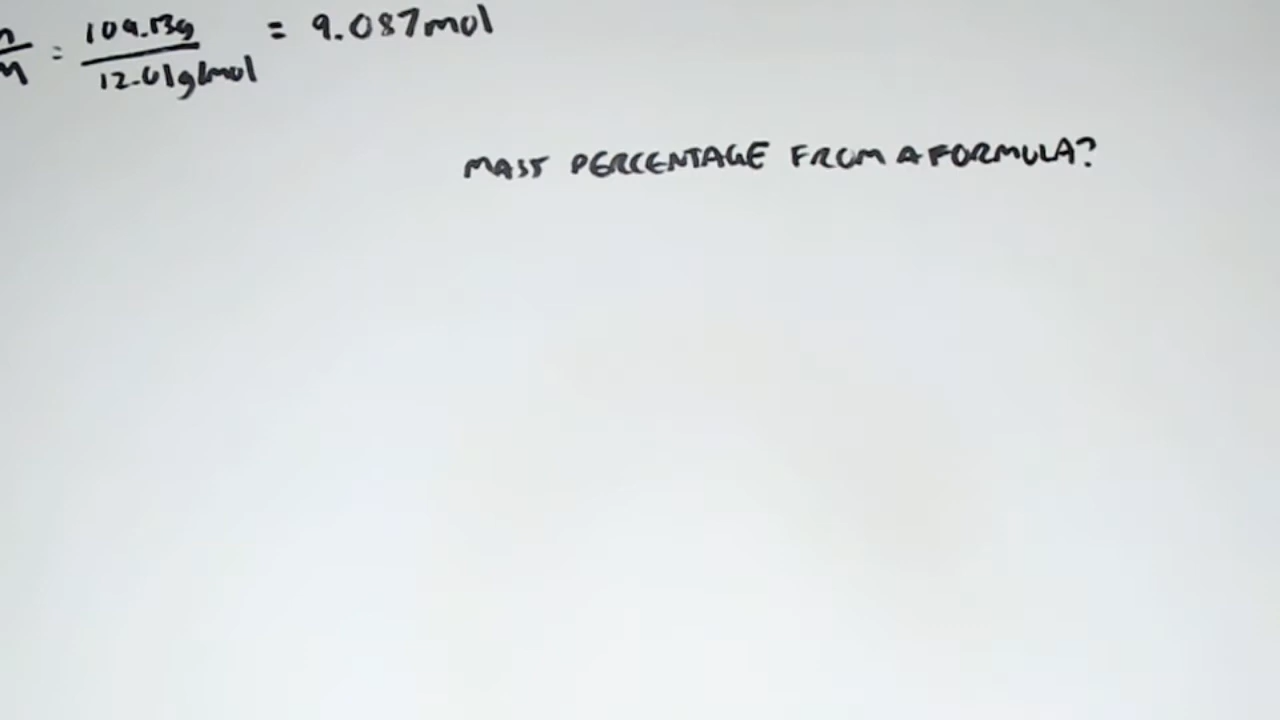 m/M = 109.13g/12.01g/mol = 9.087mol
MASS PERCENTAGE FROM A FORMULA?